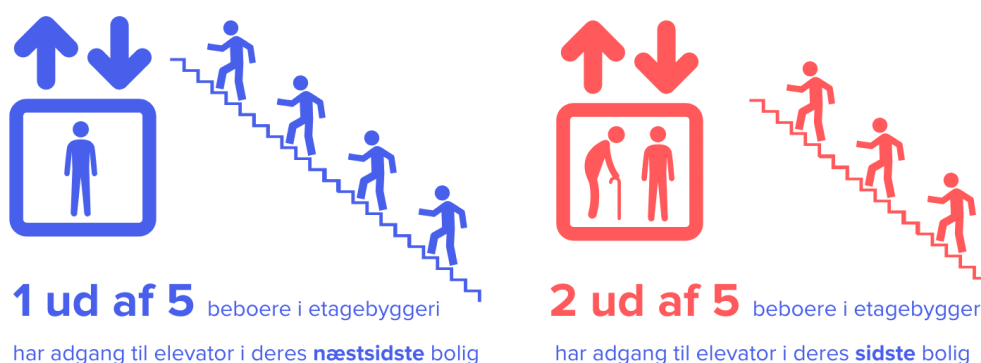 1 ud af 5 beboere i etagebyggeri
har adgang til elevator i deres næstsidste bolig
2 ud af 5 beboere i etagebygger
har adgang til elevator i deres sidste bolig